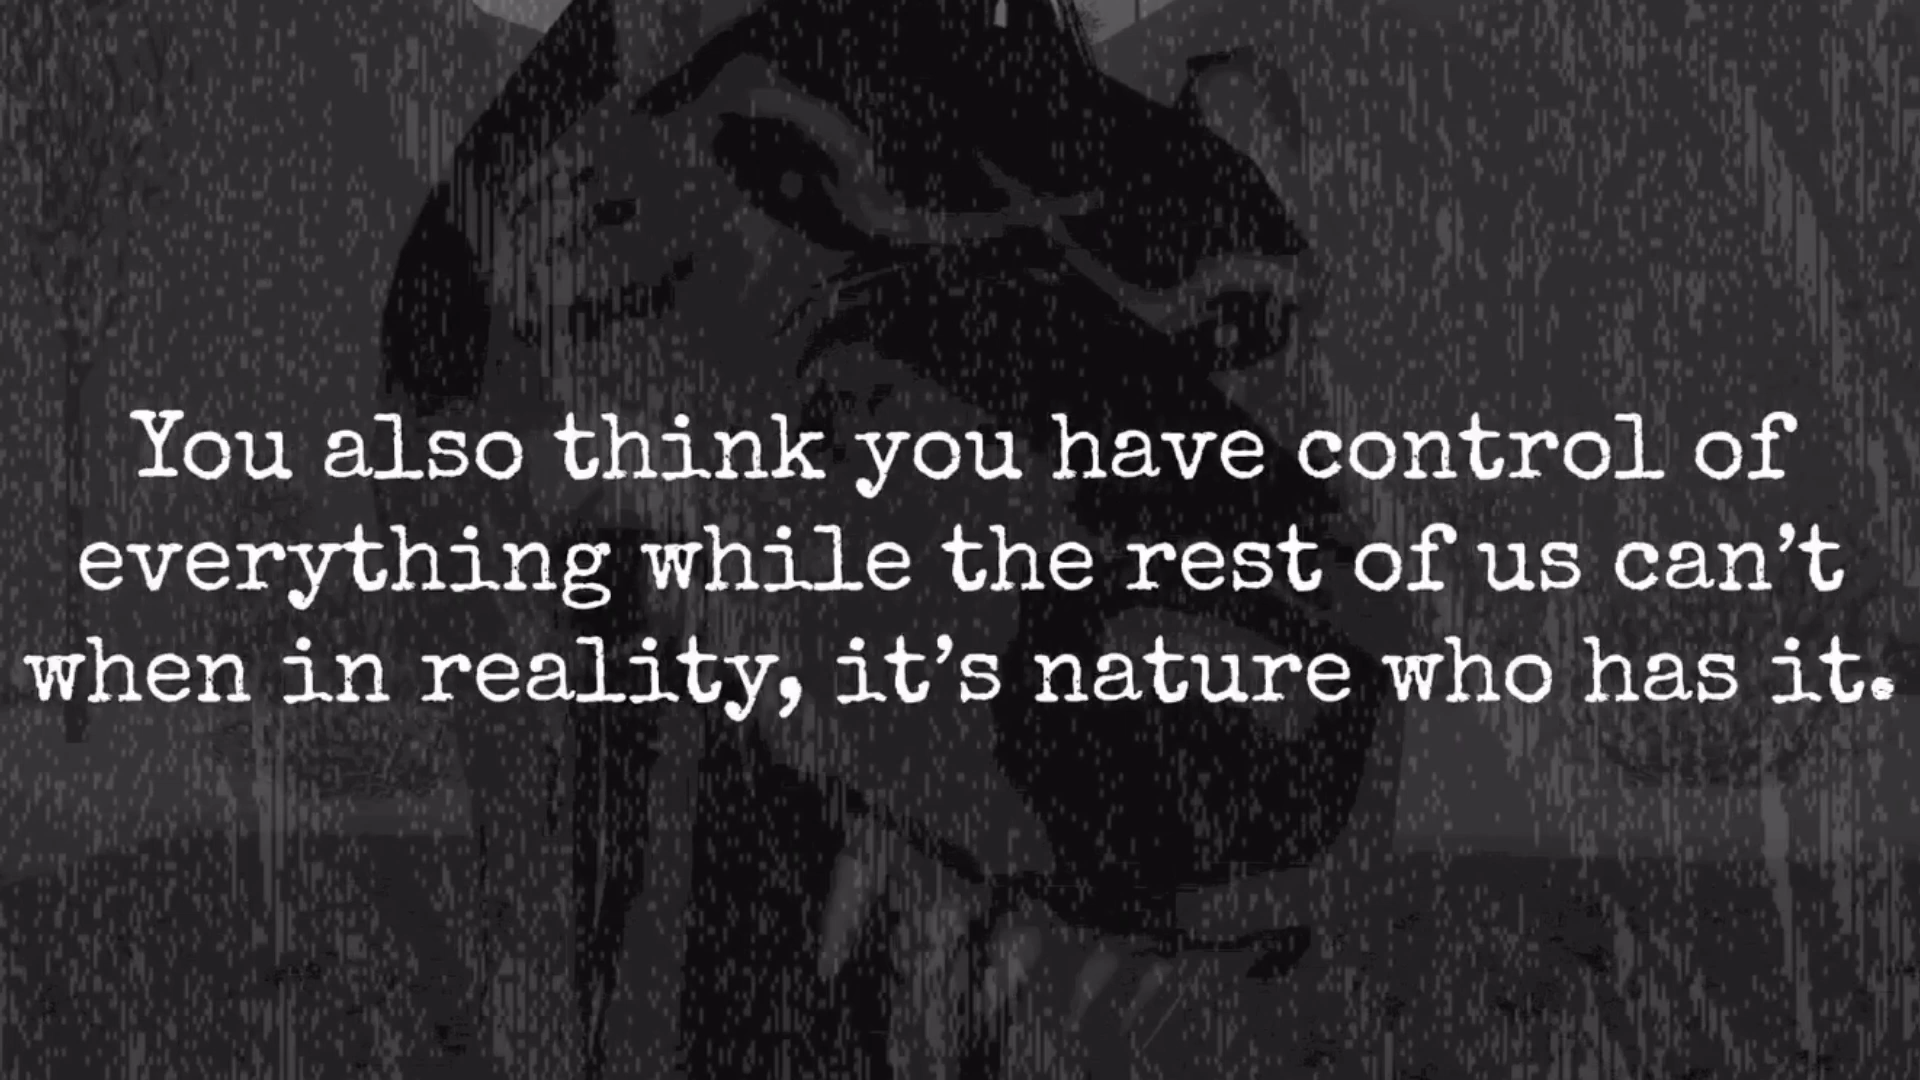 You also think you have control of
everything while the rest of us can’t
when in reality, it’s nature who has it.